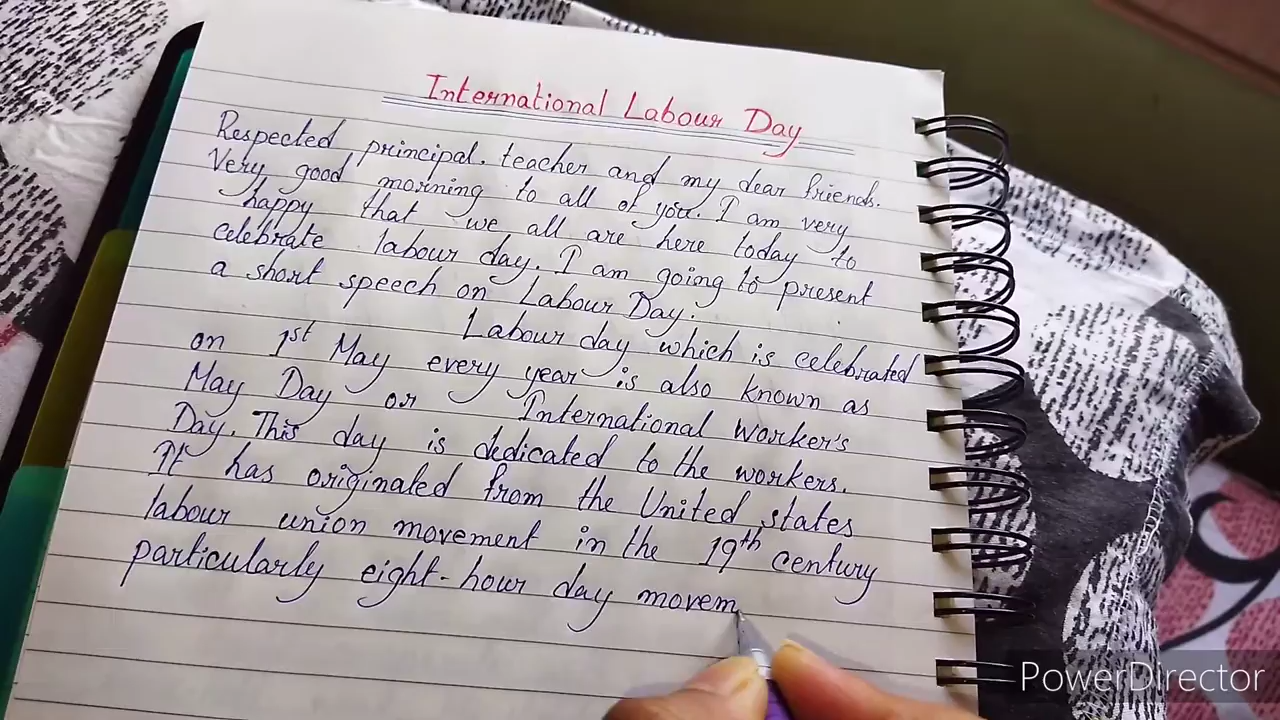 International Labour Day
Respected principal. teacher and my dear friends.
Very good morning to all of you. I am very
happy that we all are here today to
celebrate labour day. I am going to present
a short speech on Labour Day.
Labour day which is celebrated
on 1st May every year is also known as
May Day or International Worker's
Day. This day is dedicated to the workers.
It has originated from the United states
labour union movement in the 19th century
particularly eight-hour day movem
PowerDirector